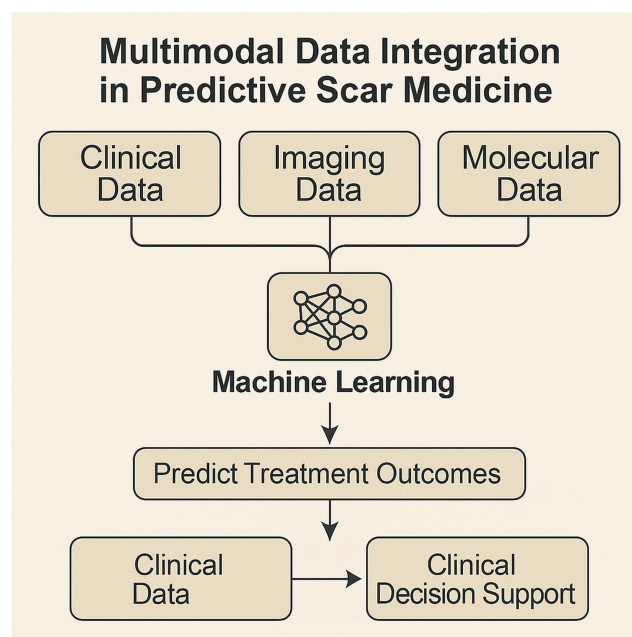 Multimodal Data Integration
in Predictive Scar Medicine
Clinical
Data
Imaging
Data
Molecular
Data
Machine Learning
Predict Treatment Outcomes
Clinical
Data
Clinical
Decision Support